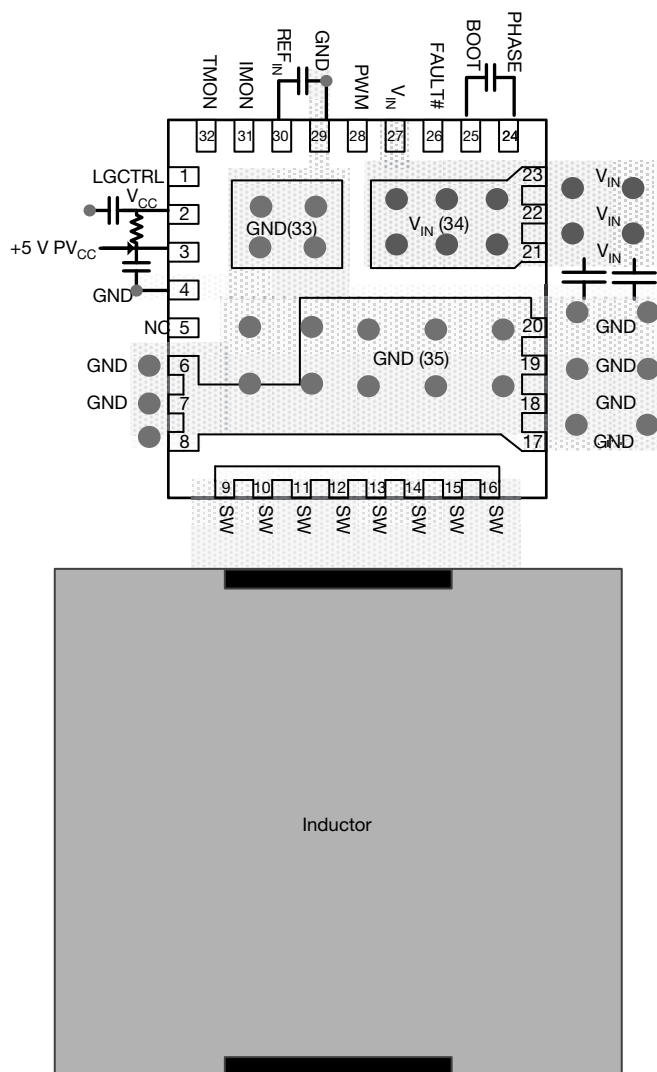 TMON
IMON
REF_IN
GND
PWM
V_IN
FAULT#
BOOT
PHASE
32 31 30 29 28 27 26 25 24
LGCTRL 1
V_CC
2
+5 V PV_CC 3
GND 4
NC 5
GND 6
GND 7
8
GND(33)
V_IN (34)
GND (35)
23
22
21
20
19
18
17
V_IN
V_IN
V_IN
GND
GND
GND
GND
9 10 11 12 13 14 15 16
SW SW SW SW SW SW SW SW
Inductor